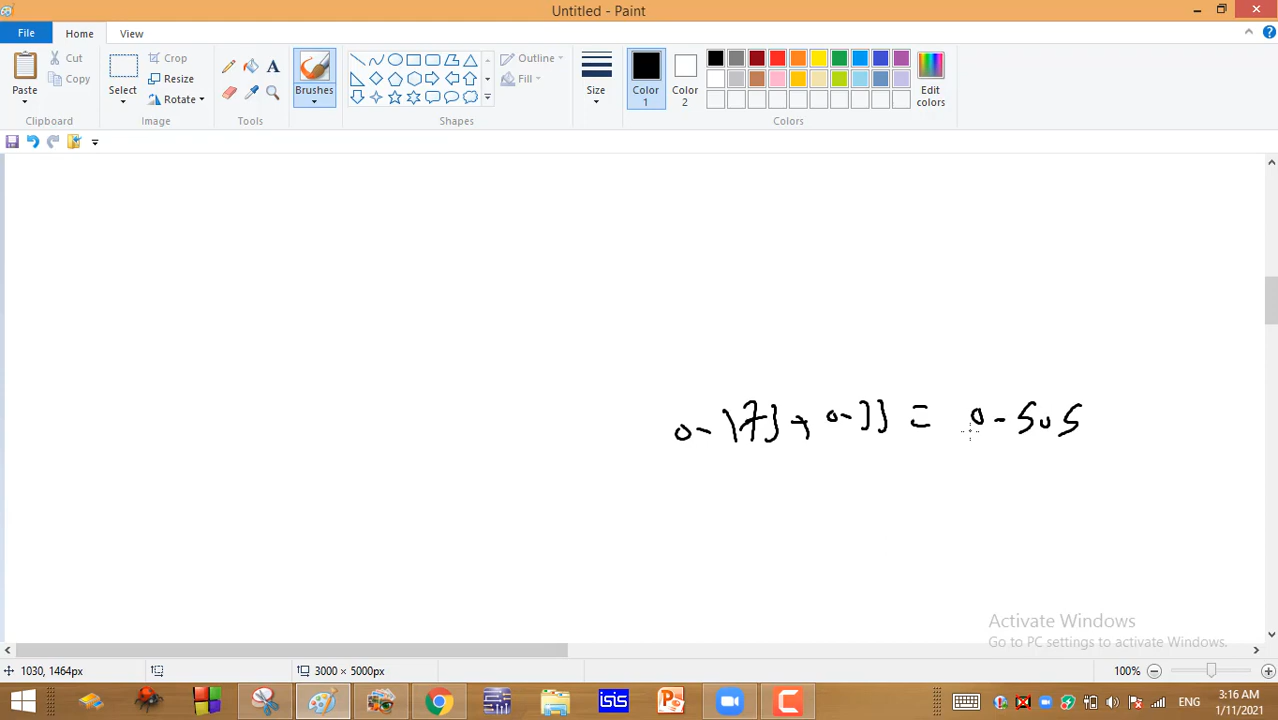 Untitled - Paint
File Home View
Paste Cut Copy Clipboard
Select Crop Resize Rotate Image
Tools
Brushes
Outline Fill Shapes
Size
Color 1 Color 2 Edit colors Colors
0-173+0-33 = 0-505
Activate Windows
Go to PC settings to activate Windows.
1030, 1464px 3000 × 5000px 100%
isis ENG 3:16 AM
1/11/2021